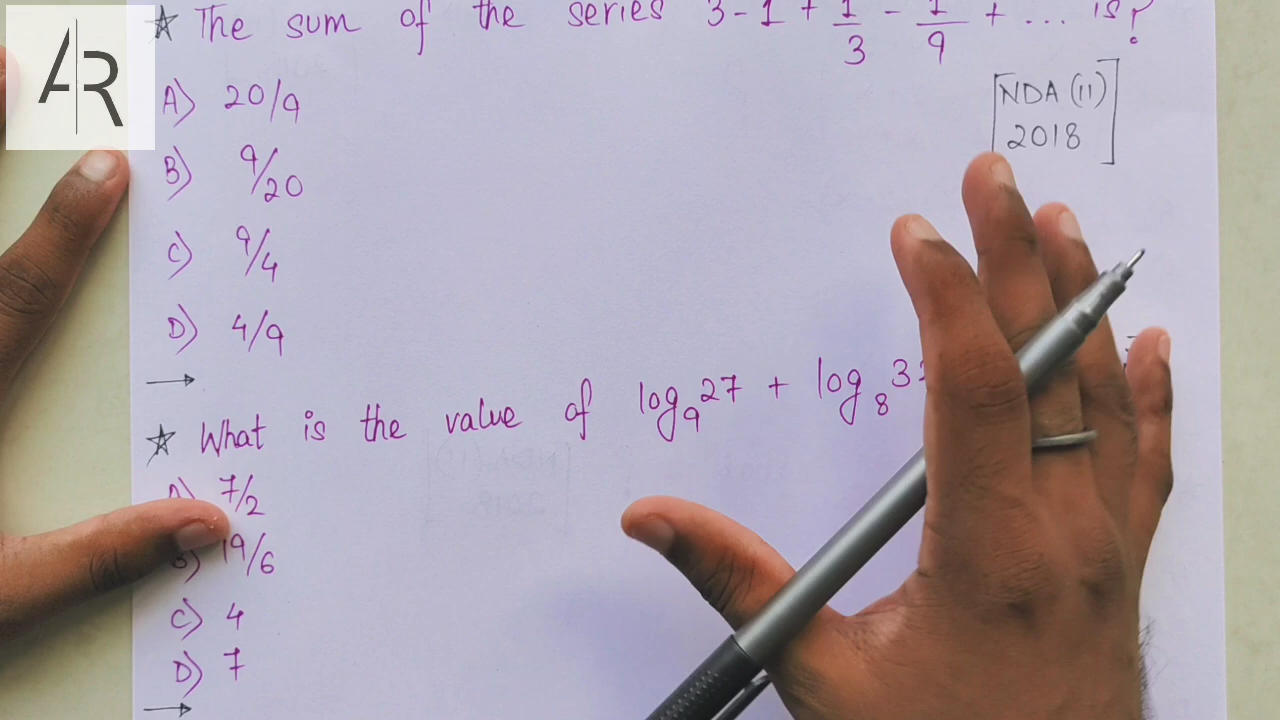 AR
☆ The sum of the series 3 - 1 + 1/3 - 1/9 + ... is?
[NDA (II) 2018]
A) 20/9
B) 9/20
C) 9/4
D) 4/9
→
☆ What is the value of log₉27 + log₈
A) 7/2
B) 19/6
C) 4
D) 7
→